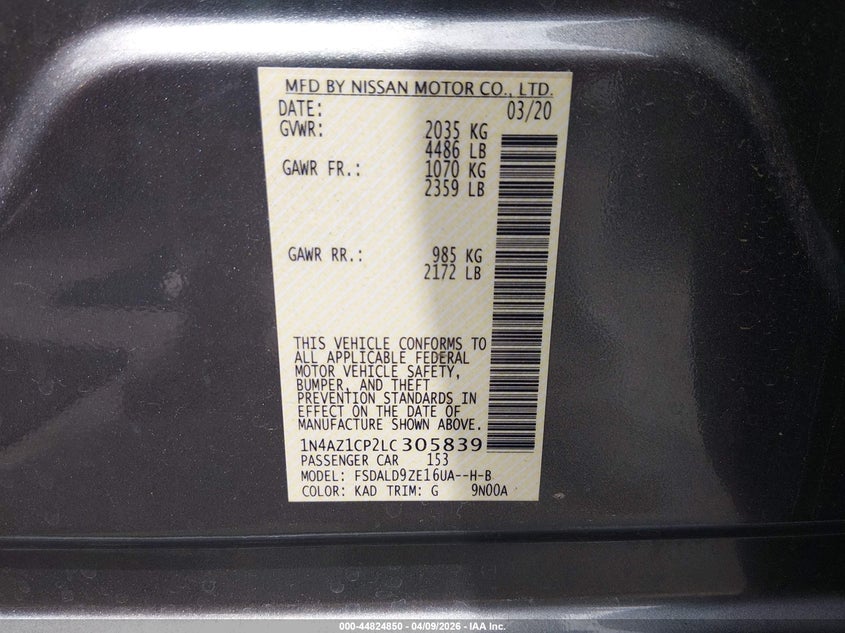 MFD BY NISSAN MOTOR CO., LTD.
DATE: 03/20
GVWR: 2035 KG
4486 LB
GAWR FR.: 1070 KG
2359 LB
GAWR RR.: 985 KG
2172 LB
THIS VEHICLE CONFORMS TO
ALL APPLICABLE FEDERAL
MOTOR VEHICLE SAFETY,
BUMPER, AND THEFT
PREVENTION STANDARDS IN
EFFECT ON THE DATE OF
MANUFACTURE SHOWN ABOVE.
1N4AZ1CP2LC305839
PASSENGER CAR 153
MODEL: FSDALD9ZE16UA--H-B
COLOR: KAD TRIM: G 9N00A
000-44824850 - 04/09/2026 - IAA Inc.